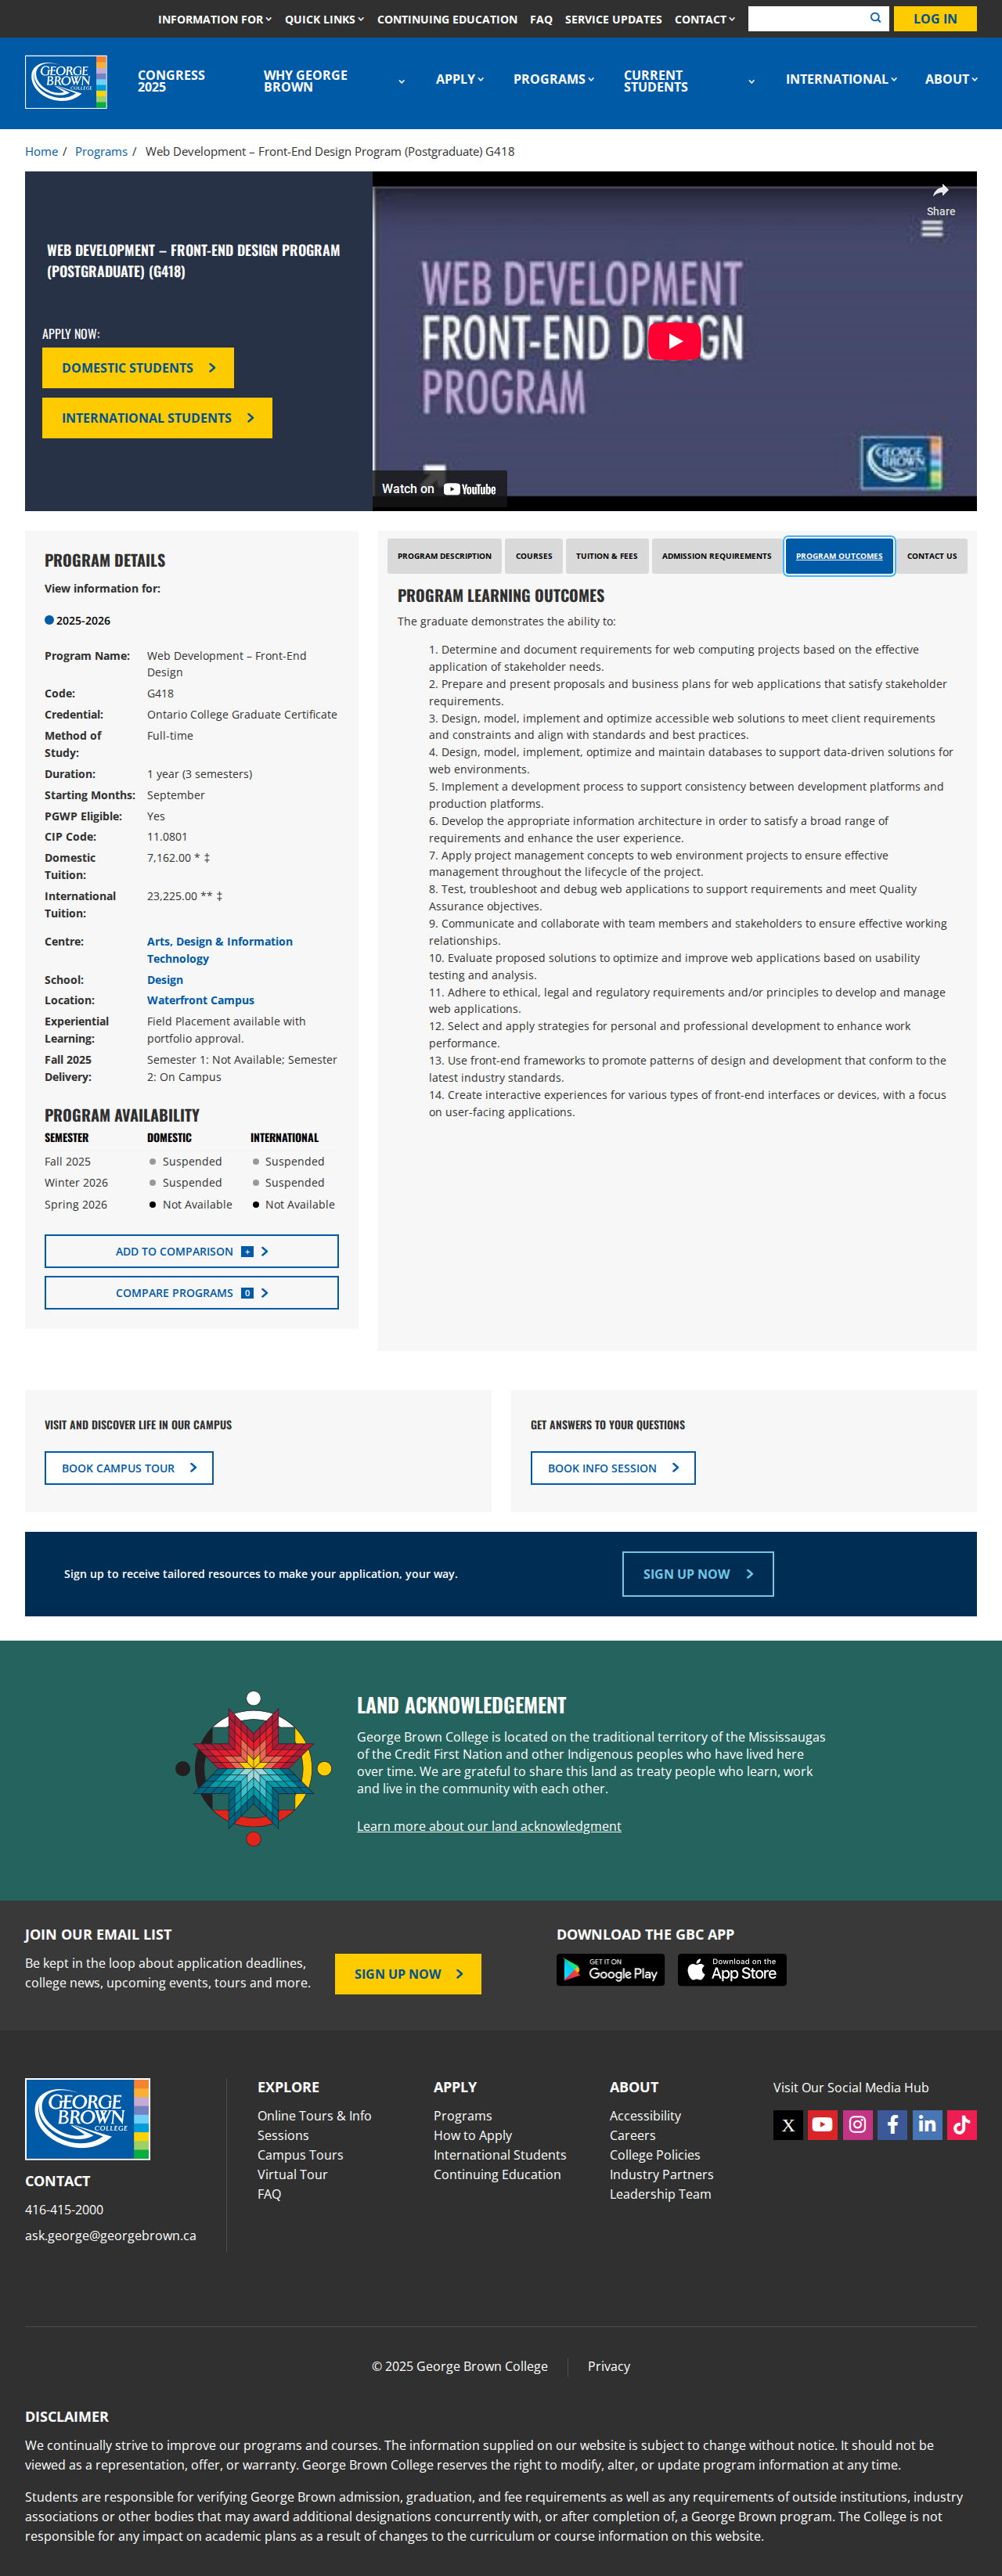 INFORMATION FOR QUICK LINKS CONTINUING EDUCATION FAQ SERVICE UPDATES CONTACT LOG IN
GEORGE BROWN COLLEGE
CONGRESS 2025
WHY GEORGE BROWN
APPLY
PROGRAMS
CURRENT STUDENTS
INTERNATIONAL
ABOUT
Home / Programs / Web Development – Front-End Design Program (Postgraduate) G418
WEB DEVELOPMENT – FRONT-END DESIGN PROGRAM
(POSTGRADUATE) (G418)
APPLY NOW:
DOMESTIC STUDENTS
INTERNATIONAL STUDENTS
Share
WEB DEVELOPMENT
FRONT-END DESIGN
PROGRAM
GEORGE BROWN COLLEGE
Watch on YouTube
PROGRAM DETAILS
View information for:
2025-2026
Program Name: Web Development – Front-End
Design
Code: G418
Credential: Ontario College Graduate Certificate
Method of Study: Full-time
Duration: 1 year (3 semesters)
Starting Months: September
PGWP Eligible: Yes
CIP Code: 11.0801
Domestic Tuition: 7,162.00 * ‡
International Tuition: 23,225.00 ** ‡
Centre: Arts, Design & Information
Technology
School: Design
Location: Waterfront Campus
Experiential Learning: Field Placement available with
portfolio approval.
Fall 2025 Delivery: Semester 1: Not Available; Semester
2: On Campus
PROGRAM AVAILABILITY
SEMESTER DOMESTIC INTERNATIONAL
Fall 2025 Suspended Suspended
Winter 2026 Suspended Suspended
Spring 2026 Not Available Not Available
ADD TO COMPARISON +
COMPARE PROGRAMS 0
PROGRAM DESCRIPTION COURSES TUITION & FEES ADMISSION REQUIREMENTS PROGRAM OUTCOMES CONTACT US
PROGRAM LEARNING OUTCOMES
The graduate demonstrates the ability to:
1. Determine and document requirements for web computing projects based on the effective
application of stakeholder needs.
2. Prepare and present proposals and business plans for web applications that satisfy stakeholder
requirements.
3. Design, model, implement and optimize accessible web solutions to meet client requirements
and constraints and align with standards and best practices.
4. Design, model, implement, optimize and maintain databases to support data-driven solutions for
web environments.
5. Implement a development process to support consistency between development platforms and
production platforms.
6. Develop the appropriate information architecture in order to satisfy a broad range of
requirements and enhance the user experience.
7. Apply project management concepts to web environment projects to ensure effective
management throughout the lifecycle of the project.
8. Test, troubleshoot and debug web applications to support requirements and meet Quality
Assurance objectives.
9. Communicate and collaborate with team members and stakeholders to ensure effective working
relationships.
10. Evaluate proposed solutions to optimize and improve web applications based on usability
testing and analysis.
11. Adhere to ethical, legal and regulatory requirements and/or principles to develop and manage
web applications.
12. Select and apply strategies for personal and professional development to enhance work
performance.
13. Use front-end frameworks to promote patterns of design and development that conform to the
latest industry standards.
14. Create interactive experiences for various types of front-end interfaces or devices, with a focus
on user-facing applications.
VISIT AND DISCOVER LIFE IN OUR CAMPUS
BOOK CAMPUS TOUR
GET ANSWERS TO YOUR QUESTIONS
BOOK INFO SESSION
Sign up to receive tailored resources to make your application, your way.
SIGN UP NOW
LAND ACKNOWLEDGEMENT
George Brown College is located on the traditional territory of the Mississaugas
of the Credit First Nation and other Indigenous peoples who have lived here
over time. We are grateful to share this land as treaty people who learn, work
and live in the community with each other.
Learn more about our land acknowledgment
JOIN OUR EMAIL LIST
Be kept in the loop about application deadlines,
college news, upcoming events, tours and more.
SIGN UP NOW
DOWNLOAD THE GBC APP
GET IT ON
Google Play
Download on the
App Store
GEORGE BROWN COLLEGE
CONTACT
416-415-2000
ask.george@georgebrown.ca
EXPLORE
Online Tours & Info
Sessions
Campus Tours
Virtual Tour
FAQ
APPLY
Programs
How to Apply
International Students
Continuing Education
ABOUT
Accessibility
Careers
College Policies
Industry Partners
Leadership Team
Visit Our Social Media Hub
X
f
in
© 2025 George Brown College
Privacy
DISCLAIMER
We continually strive to improve our programs and courses. The information supplied on our website is subject to change without notice. It should not be
viewed as a representation, offer, or warranty. George Brown College reserves the right to modify, alter, or update program information at any time.
Students are responsible for verifying George Brown admission, graduation, and fee requirements as well as any requirements of outside institutions, industry
associations or other bodies that may award additional designations concurrently with, or after completion of, a George Brown program. The College is not
responsible for any impact on academic plans as a result of changes to the curriculum or course information on this website.